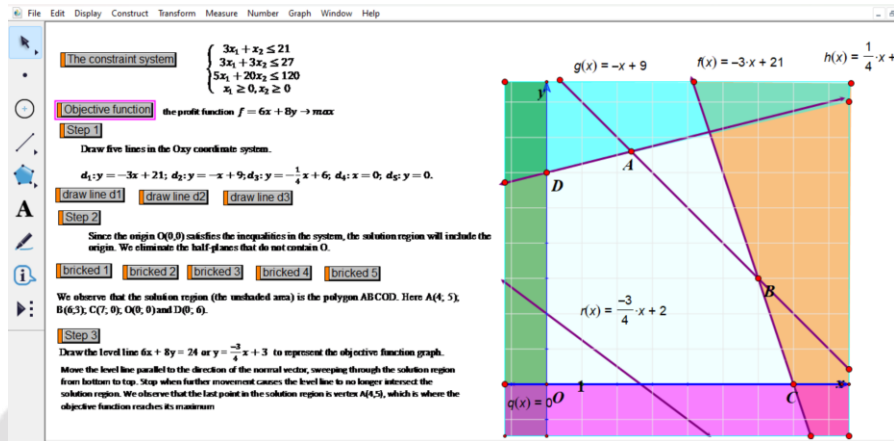 File Edit Display Construct Transform Measure Number Graph Window Help
The constraint system
3x₁ + x₂ ≤ 21
3x₁ + 3x₂ ≤ 27
5x₁ + 20x₂ ≤ 120
x₁ ≥ 0, x₂ ≥ 0
Objective function the profit function f = 6x + 8y → max
Step 1
Draw five lines in the Oxy coordinate system.
d₁: y = −3x + 21; d₂: y = −x + 9; d₃: y = −1/4 x + 6; d₄: x = 0; d₅: y = 0.
draw line d1 draw line d2 draw line d3
Step 2
Since the origin O(0,0) satisfies the inequalities in the system, the solution region will include the
origin. We eliminate the half-planes that do not contain O.
bricked 1 bricked 2 bricked 3 bricked 4 bricked 5
We observe that the solution region (the unshaded area) is the polygon ABCOD. Here A(4; 5);
B(6;3); C(7; 0); O(0; 0) and D(0; 6).
Step 3
Draw the level line 6x + 8y = 24 or y = −3/4 x + 3 to represent the objective function graph.
Move the level line parallel to the direction of the normal vector, sweeping through the solution region
from bottom to top. Stop when further movement causes the level line to no longer intersect the
solution region. We observe that the last point in the solution region is vertex A(4,5), which is where the
objective function reaches its maximum
A
i
g(x) = −x + 9
f(x) = −3·x + 21
h(x) = 1/4 ·x +
y
A
D
B
r(x) = −3/4 ·x + 2
q(x) = 0
O
1
C
x